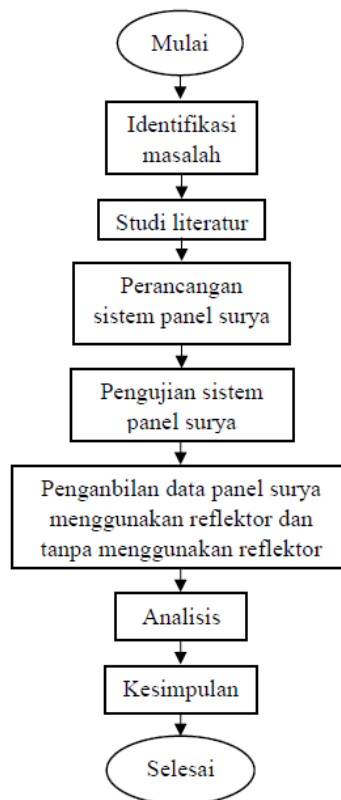 Mulai
Identifikasi
masalah
Studi literatur
Perancangan
sistem panel surya
Pengujian sistem
panel surya
Penganbilan data panel surya
menggunakan reflektor dan
tanpa menggunakan reflektor
Analisis
Kesimpulan
Selesai